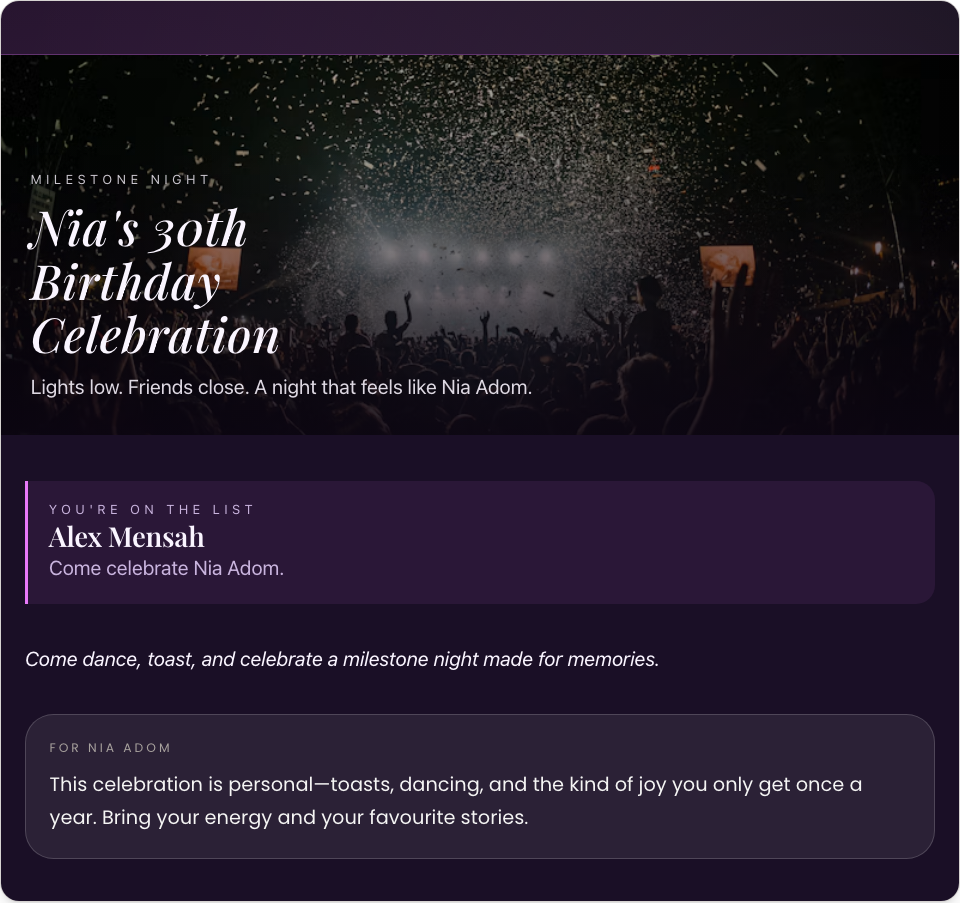 MILESTONE NIGHT
Nia's 30th
Birthday
Celebration
Lights low. Friends close. A night that feels like Nia Adom.
YOU'RE ON THE LIST
Alex Mensah
Come celebrate Nia Adom.
Come dance, toast, and celebrate a milestone night made for memories.
FOR NIA ADOM
This celebration is personal—toasts, dancing, and the kind of joy you only get once a
year. Bring your energy and your favourite stories.